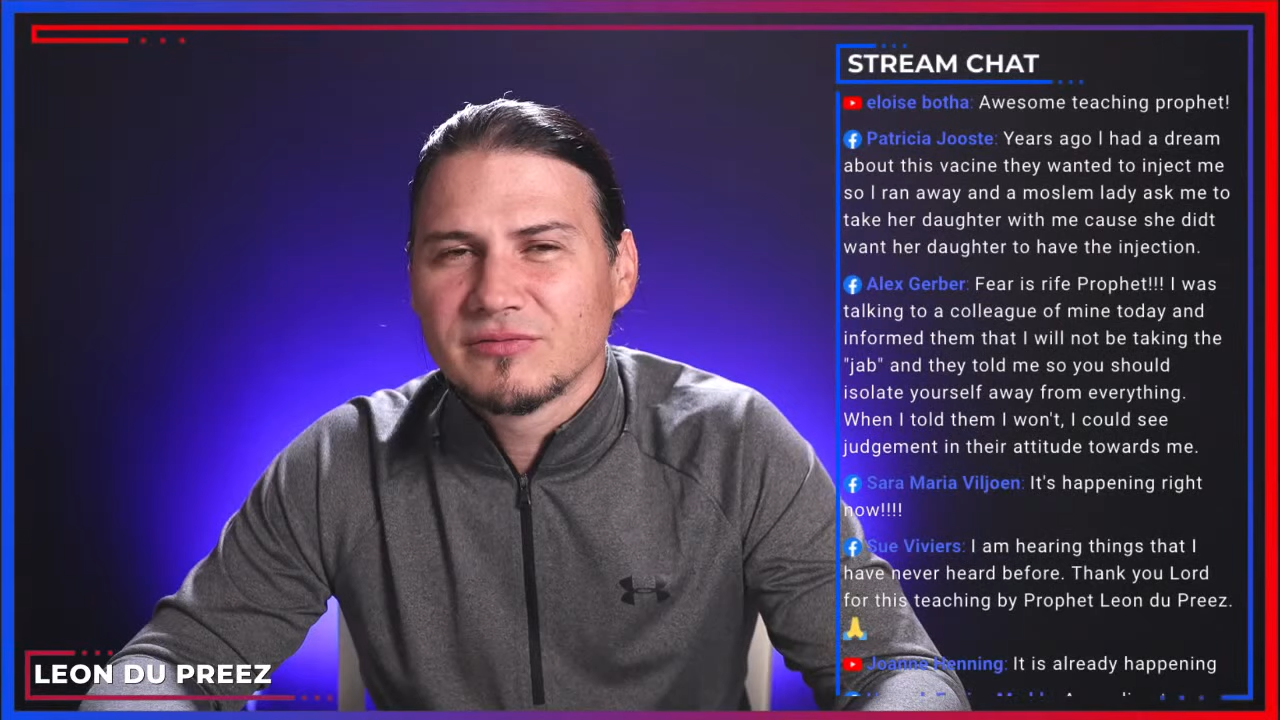 STREAM CHAT
eloise botha: Awesome teaching prophet!
Patricia Jooste: Years ago I had a dream
about this vacine they wanted to inject me
so I ran away and a moslem lady ask me to
take her daughter with me cause she didt
want her daughter to have the injection.
Alex Gerber: Fear is rife Prophet!!! I was
talking to a colleague of mine today and
informed them that I will not be taking the
"jab" and they told me so you should
isolate yourself away from everything.
When I told them I won't, I could see
judgement in their attitude towards me.
Sara Maria Viljoen: It's happening right
now!!!!
Sue Viviers: I am hearing things that I
have never heard before. Thank you Lord
for this teaching by Prophet Leon du Preez.
🙏
Joanne Henning: It is already happening
LEON DU PREEZ